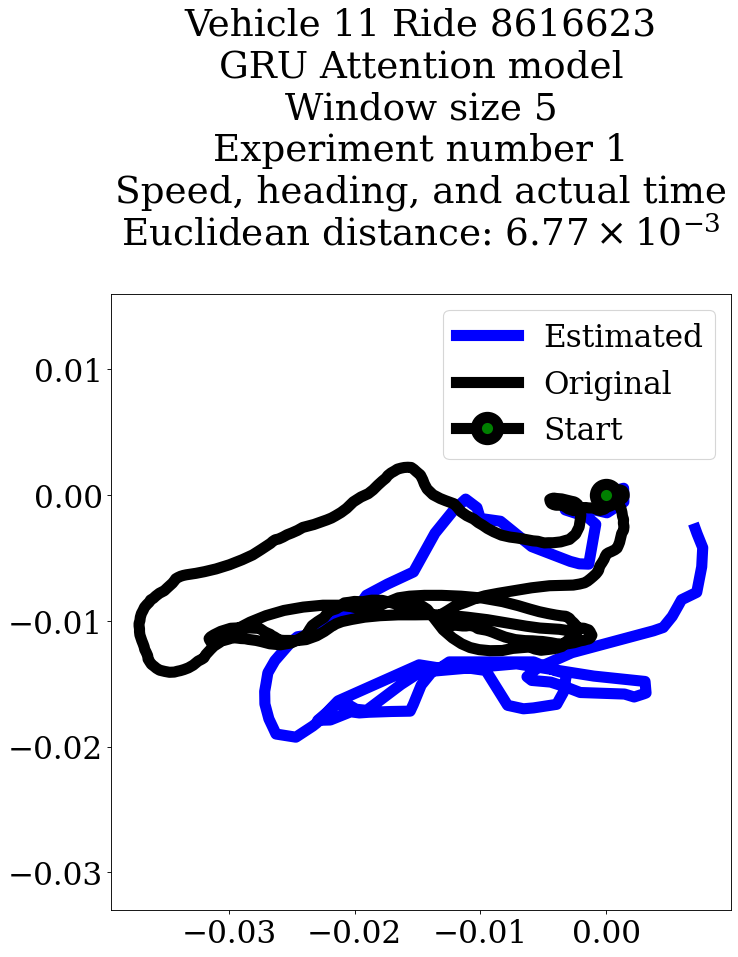 Vehicle 11 Ride 8616623
GRU Attention model
Window size 5
Experiment number 1
Speed, heading, and actual time
Euclidean distance: 6.77 × 10⁻³
Estimated
Original
Start
0.01
0.00
−0.01
−0.02
−0.03
−0.03 −0.02 −0.01 0.00